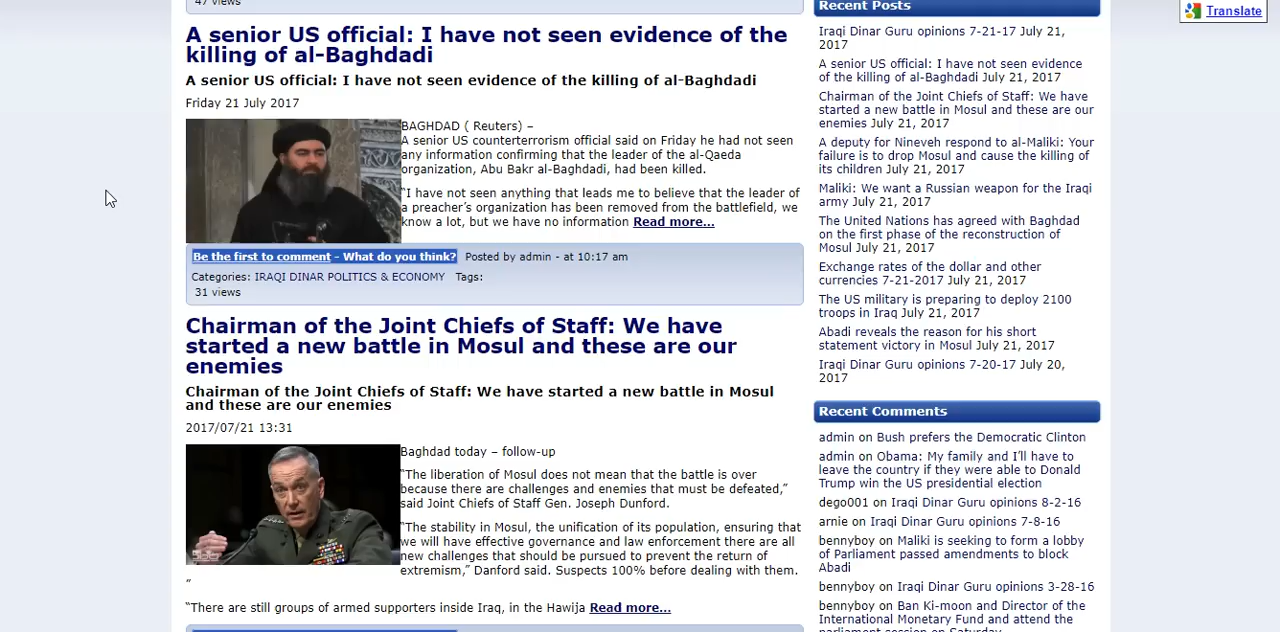 47 views
A senior US official: I have not seen evidence of the
killing of al-Baghdadi
A senior US official: I have not seen evidence of the killing of al-Baghdadi
Friday 21 July 2017
BAGHDAD ( Reuters) –
A senior US counterterrorism official said on Friday he had not seen
any information confirming that the leader of the al-Qaeda
organization, Abu Bakr al-Baghdadi, had been killed.
“I have not seen anything that leads me to believe that the leader of
a preacher’s organization has been removed from the battlefield, we
know a lot, but we have no information Read more...
Be the first to comment - What do you think? Posted by admin - at 10:17 am
Categories: IRAQI DINAR POLITICS & ECONOMY Tags:
31 views
Chairman of the Joint Chiefs of Staff: We have
started a new battle in Mosul and these are our
enemies
Chairman of the Joint Chiefs of Staff: We have started a new battle in Mosul
and these are our enemies
2017/07/21 13:31
Baghdad today – follow-up
“The liberation of Mosul does not mean that the battle is over
because there are challenges and enemies that must be defeated,”
said Joint Chiefs of Staff Gen. Joseph Dunford.
“The stability in Mosul, the unification of its population, ensuring that
we will have effective governance and law enforcement there are all
new challenges that should be pursued to prevent the return of
extremism,” Danford said. Suspects 100% before dealing with them.
”
“There are still groups of armed supporters inside Iraq, in the Hawija Read more...
Recent Posts
Iraqi Dinar Guru opinions 7-21-17 July 21,
2017
A senior US official: I have not seen evidence
of the killing of al-Baghdadi July 21, 2017
Chairman of the Joint Chiefs of Staff: We have
started a new battle in Mosul and these are our
enemies July 21, 2017
A deputy for Nineveh respond to al-Maliki: Your
failure is to drop Mosul and cause the killing of
its children July 21, 2017
Maliki: We want a Russian weapon for the Iraqi
army July 21, 2017
The United Nations has agreed with Baghdad
on the first phase of the reconstruction of
Mosul July 21, 2017
Exchange rates of the dollar and other
currencies 7-21-2017 July 21, 2017
The US military is preparing to deploy 2100
troops in Iraq July 21, 2017
Abadi reveals the reason for his short
statement victory in Mosul July 21, 2017
Iraqi Dinar Guru opinions 7-20-17 July 20,
2017
Recent Comments
admin on Bush prefers the Democratic Clinton
admin on Obama: My family and I’ll have to
leave the country if they were able to Donald
Trump win the US presidential election
dego001 on Iraqi Dinar Guru opinions 8-2-16
arnie on Iraqi Dinar Guru opinions 7-8-16
bennyboy on Maliki is seeking to form a lobby
of Parliament passed amendments to block
Abadi
bennyboy on Iraqi Dinar Guru opinions 3-28-16
bennyboy on Ban Ki-moon and Director of the
International Monetary Fund and attend the
parliament session on Saturday
Translate